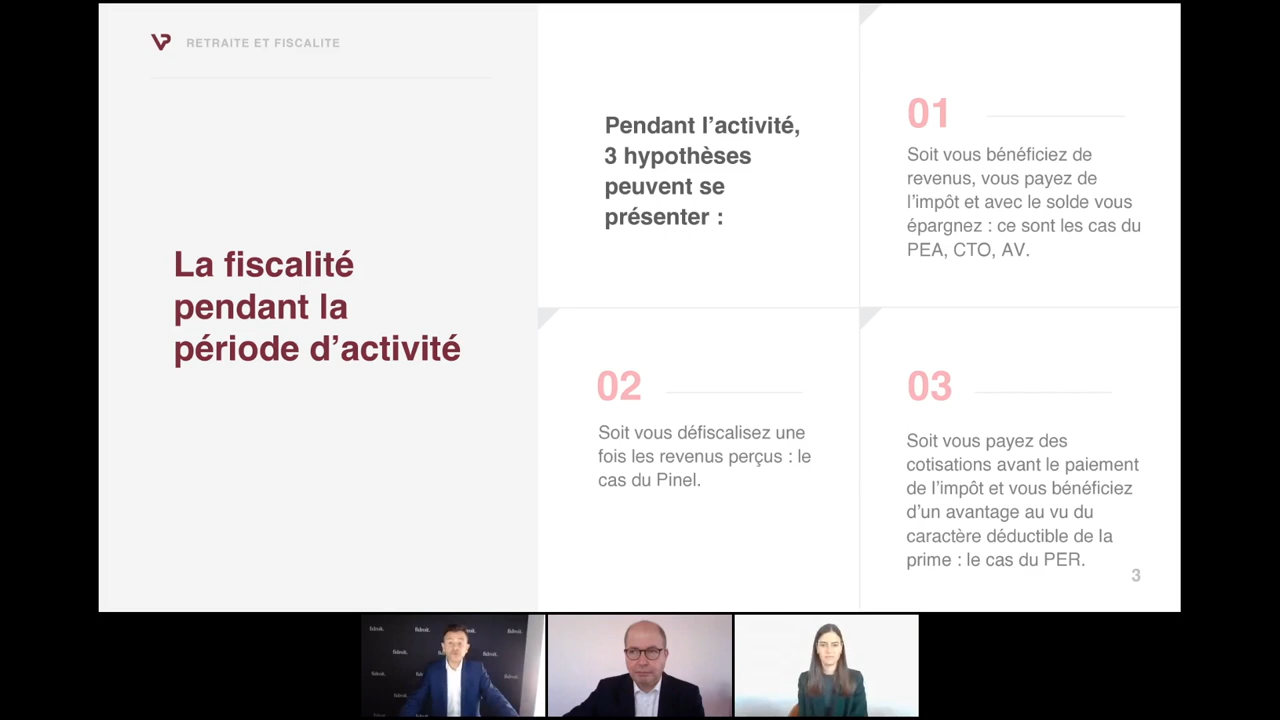 VP RETRAITE ET FISCALITE
La fiscalité
pendant la
période d’activité
Pendant l’activité,
3 hypothèses
peuvent se
présenter :
01
Soit vous bénéficiez de
revenus, vous payez de
l’impôt et avec le solde vous
épargnez : ce sont les cas du
PEA, CTO, AV.
02
Soit vous défiscalisez une
fois les revenus perçus : le
cas du Pinel.
03
Soit vous payez des
cotisations avant le paiement
de l’impôt et vous bénéficiez
d’un avantage au vu du
caractère déductible de la
prime : le cas du PER.
3